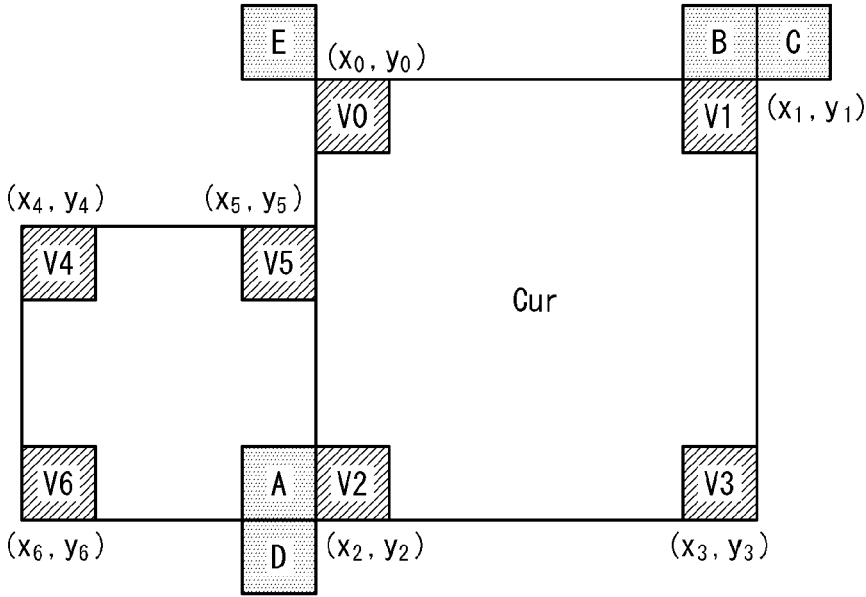 E
B
C
(x₀, y₀)
V0
V1
(x₁, y₁)
(x₄, y₄)
(x₅, y₅)
V4
V5
Cur
V6
A
V2
V3
(x₆, y₆)
D
(x₂, y₂)
(x₃, y₃)